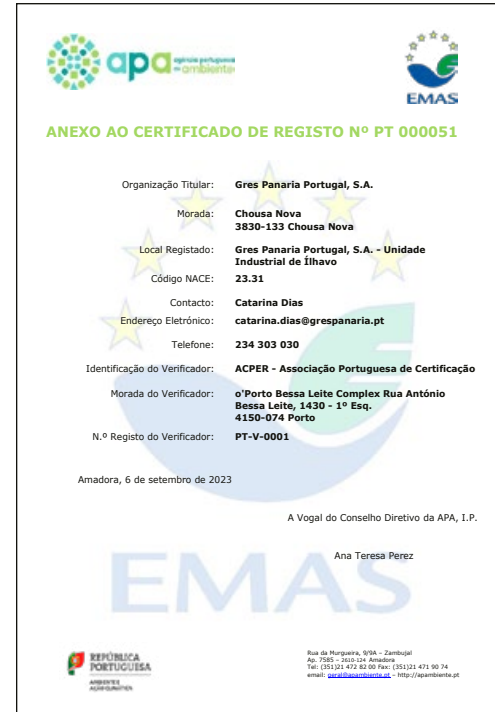 apa
agência portuguesa
do ambiente
EMAS
ANEXO AO CERTIFICADO DE REGISTO Nº PT 000051
Organização Titular: Gres Panaria Portugal, S.A.
Morada: Chousa Nova
3830-133 Chousa Nova
Local Registado: Gres Panaria Portugal, S.A. - Unidade
Industrial de Ílhavo
Código NACE: 23.31
Contacto: Catarina Dias
Endereço Eletrónico: catarina.dias@grespanaria.pt
Telefone: 234 303 030
Identificação do Verificador: ACPER - Associação Portuguesa de Certificação
Morada do Verificador: o'Porto Bessa Leite Complex Rua António
Bessa Leite, 1430 - 1º Esq.
4150-074 Porto
N.º Registo do Verificador: PT-V-0001
Amadora, 6 de setembro de 2023
A Vogal do Conselho Diretivo da APA, I.P.
Ana Teresa Perez
EMAS
REPÚBLICA
PORTUGUESA
AMBIENTE E
AÇÃO CLIMÁTICA
Rua da Murgueira, 9/9A – Zambujal
Ap. 7585 – 2610-124 Amadora
Tel: (351)21 472 82 00 Fax: (351)21 471 90 74
email: geral@apambiente.pt – http://apambiente.pt